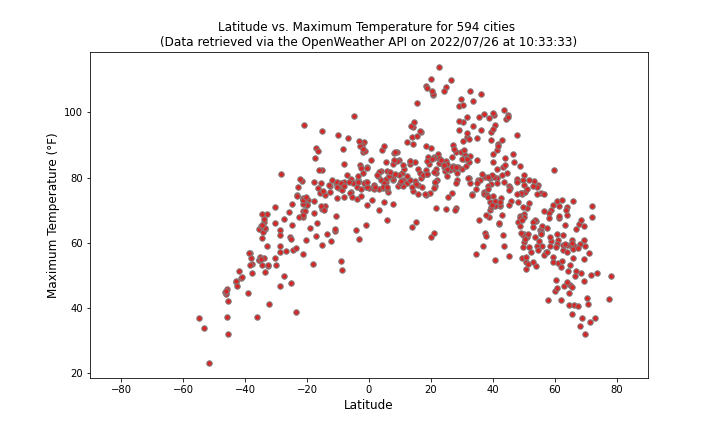 Latitude vs. Maximum Temperature for 594 cities
(Data retrieved via the OpenWeather API on 2022/07/26 at 10:33:33)
Maximum Temperature (°F)
100
80
60
40
20
−80 −60 −40 −20 0 20 40 60 80
Latitude